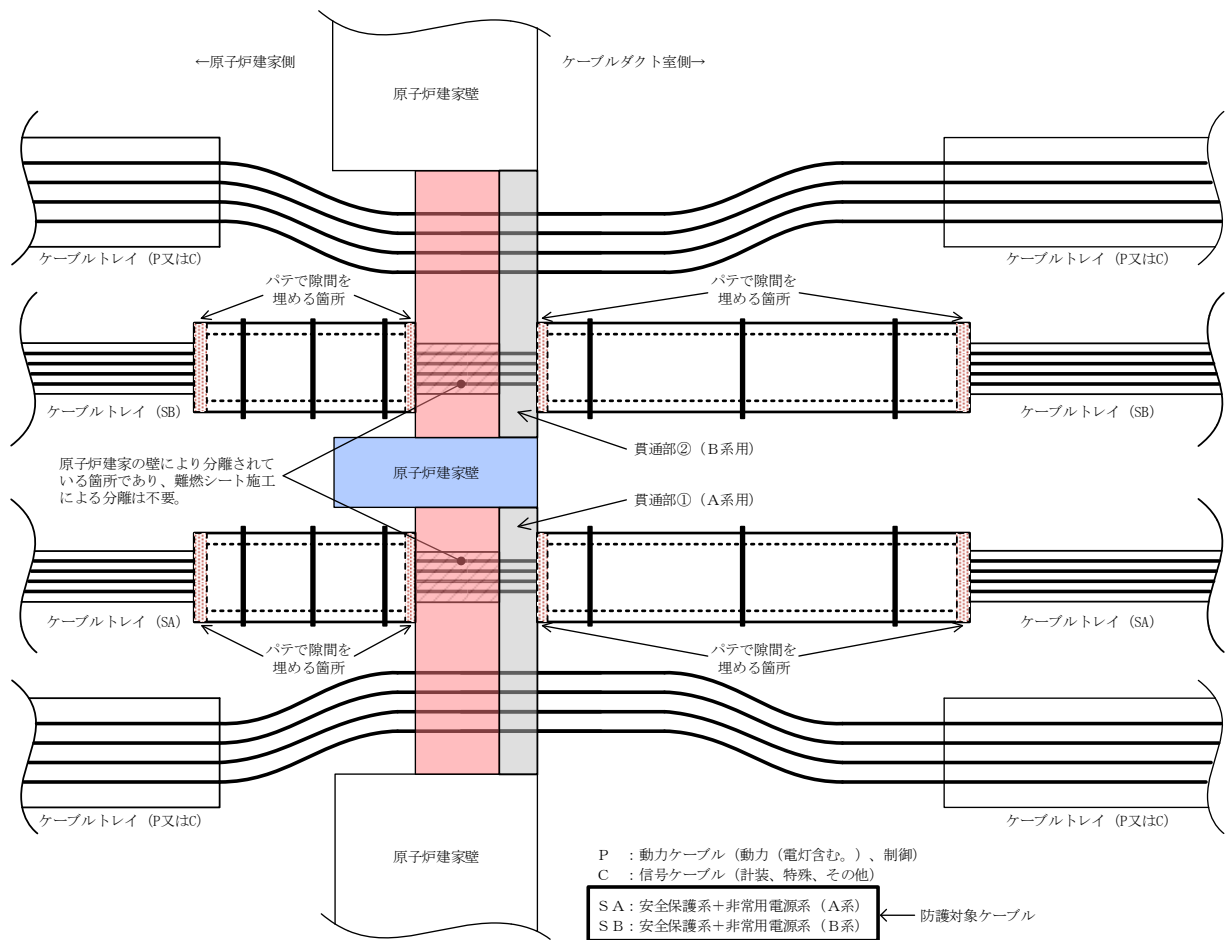 ←原子炉建家側
ケーブルダクト室側→
原子炉建家壁
ケーブルトレイ（P又はC）
ケーブルトレイ（P又はC）
パテで隙間を
埋める箇所
パテで隙間を
埋める箇所
ケーブルトレイ（SB）
ケーブルトレイ（SB）
貫通部②（Ｂ系用）
原子炉建家の壁により分離されて
いる箇所であり、難燃シート施工
による分離は不要。
原子炉建家壁
貫通部①（Ａ系用）
ケーブルトレイ（SA）
ケーブルトレイ（SA）
パテで隙間を
埋める箇所
パテで隙間を
埋める箇所
ケーブルトレイ（P又はC）
ケーブルトレイ（P又はC）
原子炉建家壁
Ｐ　：動力ケーブル（動力（電灯含む。）、制御）
Ｃ　：信号ケーブル（計装、特殊、その他）
ＳＡ：安全保護系＋非常用電源系（Ａ系）
ＳＢ：安全保護系＋非常用電源系（Ｂ系）
防護対象ケーブル